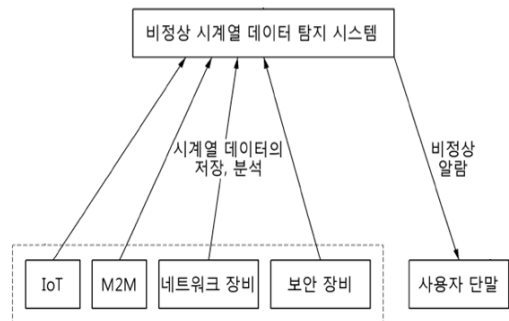 비정상 시계열 데이터 탐지 시스템
시계열 데이터의
저장, 분석
비정상
알람
IoT
M2M
네트워크 장비
보안 장비
사용자 단말